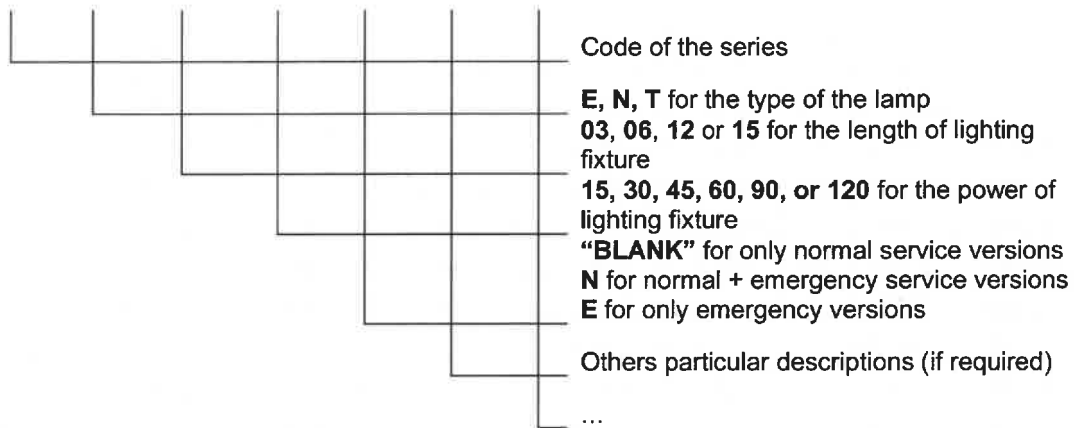 Code of the series
E, N, T for the type of the lamp
03, 06, 12 or 15 for the length of lighting
fixture
15, 30, 45, 60, 90, or 120 for the power of
lighting fixture
“BLANK” for only normal service versions
N for normal + emergency service versions
E for only emergency versions
Others particular descriptions (if required)
...